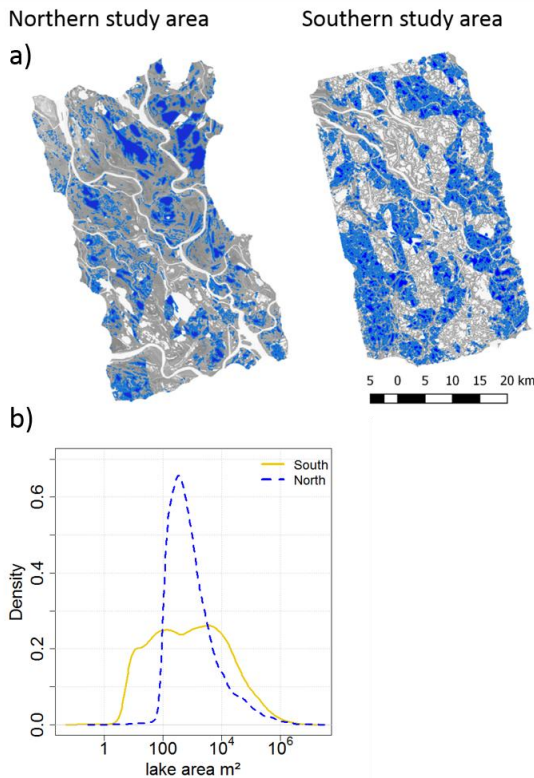 Northern study area
Southern study area
a)
5 0 5 10 15 20 km
b)
South
North
0.6
0.4
0.2
0.0
Density
1 100 10⁴ 10⁶
lake area m²